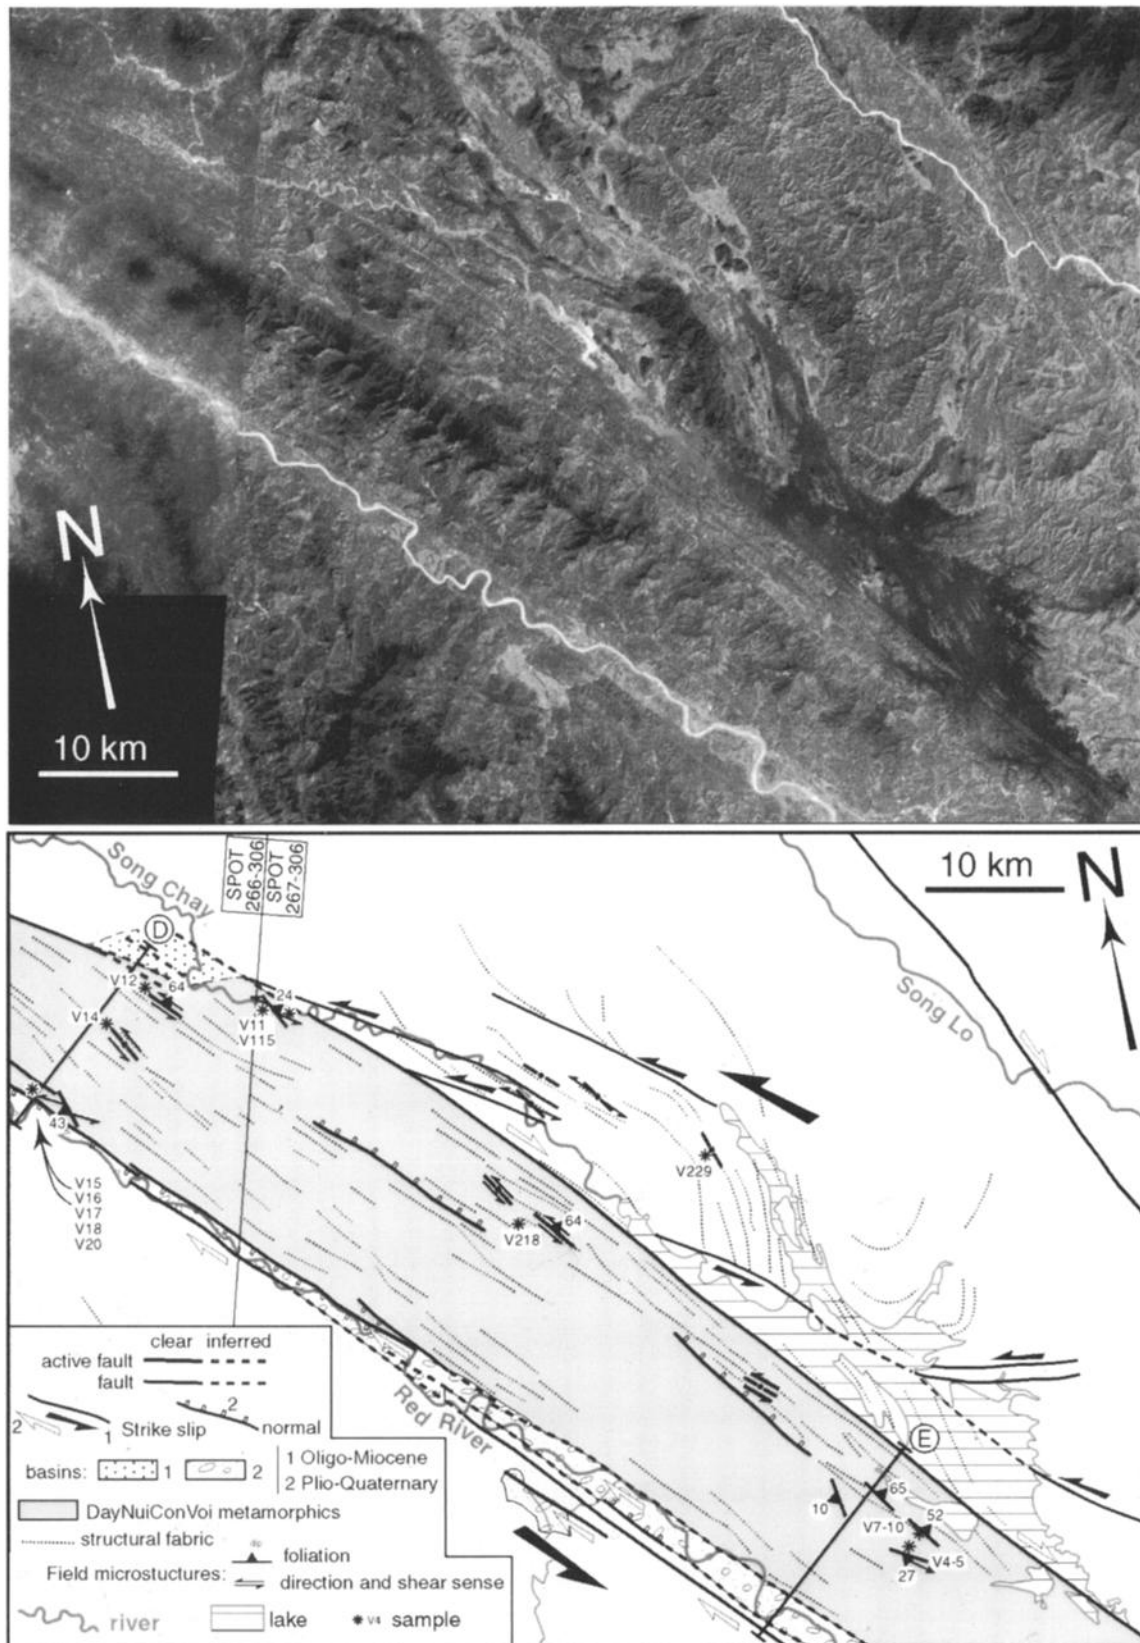 N
10 km
Song Chay
SPOT
266-306
SPOT
267-306
10 km
N
D
V12
64
V14
24
V11
V115
Song Lo
43
V229
V15
V16
V17
V18
V20
V218
64
clear inferred
active fault
fault
2
1 Strike slip
2
normal
basins: 1 2
1 Oligo-Miocene
2 Plio-Quaternary
DayNuiConVoi metamorphics
structural fabric
foliation
Field microstuctures:
direction and shear sense
river
lake
V4 sample
Red River
E
65
10
52
V7-10
V4-5
27